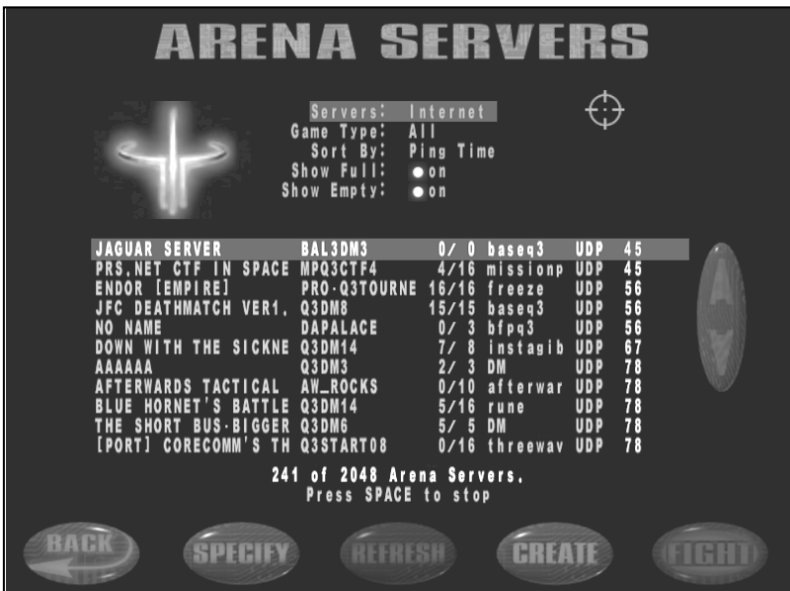 ARENA SERVERS
Servers: Internet
Game Type: All
Sort By: Ping Time
Show Full: on
Show Empty: on
JAGUAR SERVER BAL3DM3 0/ 0 baseq3 UDP 45
PRS.NET CTF IN SPACE MPQ3CTF4 4/16 missionp UDP 45
ENDOR [EMPIRE] PRO-Q3TOURNE 16/16 freeze UDP 56
JFC DEATHMATCH VER1. Q3DM8 15/15 baseq3 UDP 56
NO NAME DAPALACE 0/ 3 bfpq3 UDP 56
DOWN WITH THE SICKNE Q3DM14 7/ 8 instagib UDP 67
AAAAAA Q3DM3 2/ 3 DM UDP 78
AFTERWARDS TACTICAL AW_ROCKS 0/10 afterwar UDP 78
BLUE HORNET'S BATTLE Q3DM14 5/16 rune UDP 78
THE SHORT BUS-BIGGER Q3DM6 5/ 5 DM UDP 78
[PORT] CORECOMM'S TH Q3START08 0/16 threewav UDP 78
241 of 2048 Arena Servers.
Press SPACE to stop
BACK SPECIFY REFRESH CREATE FIGHT